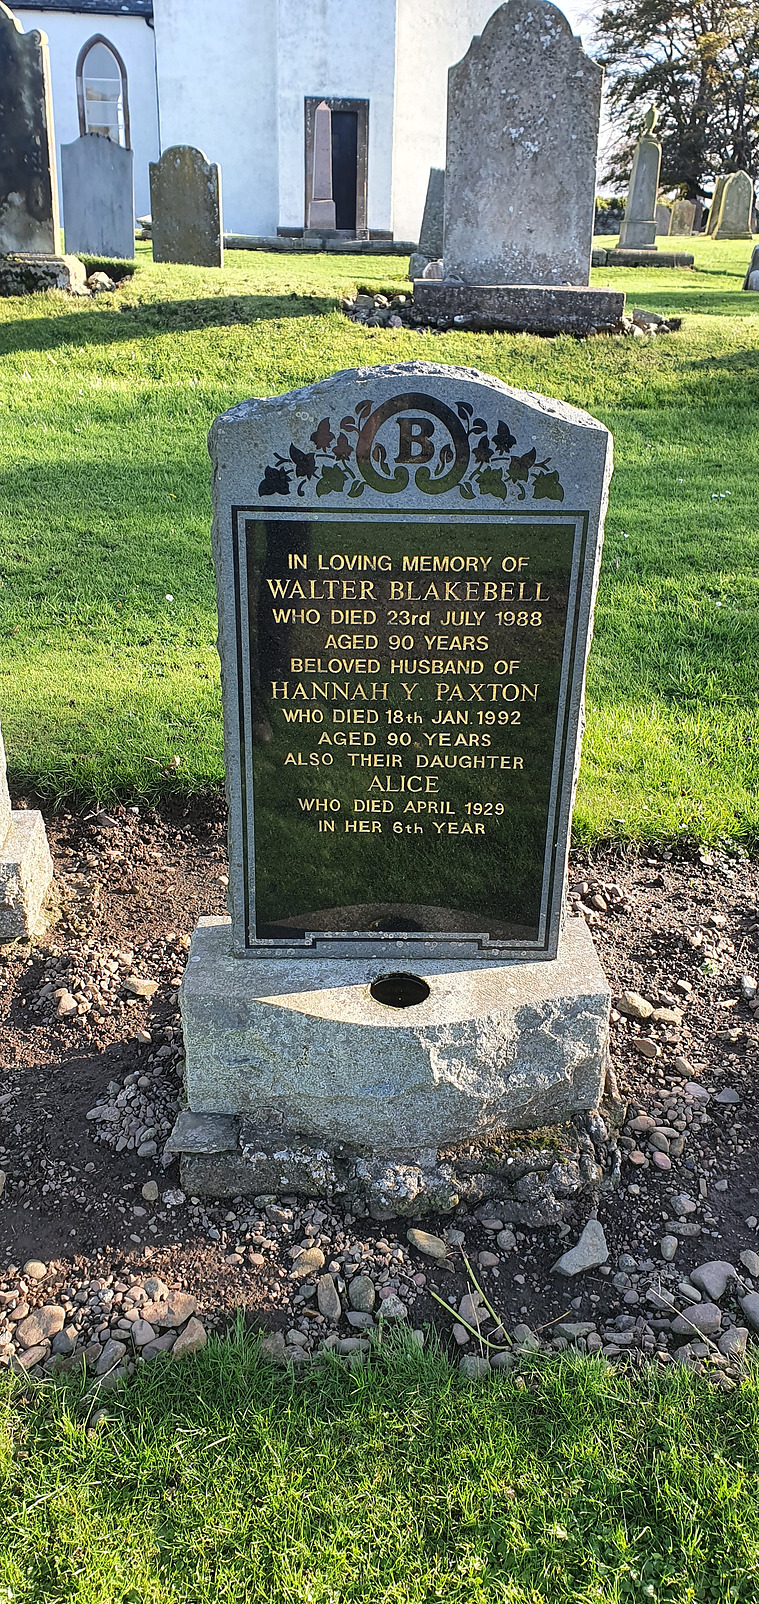 B
IN LOVING MEMORY OF
WALTER BLAKEBELL
WHO DIED 23rd JULY 1988
AGED 90 YEARS
BELOVED HUSBAND OF
HANNAH Y. PAXTON
WHO DIED 18th JAN. 1992
AGED 90 YEARS
ALSO THEIR DAUGHTER
ALICE
WHO DIED APRIL 1929
IN HER 6th YEAR